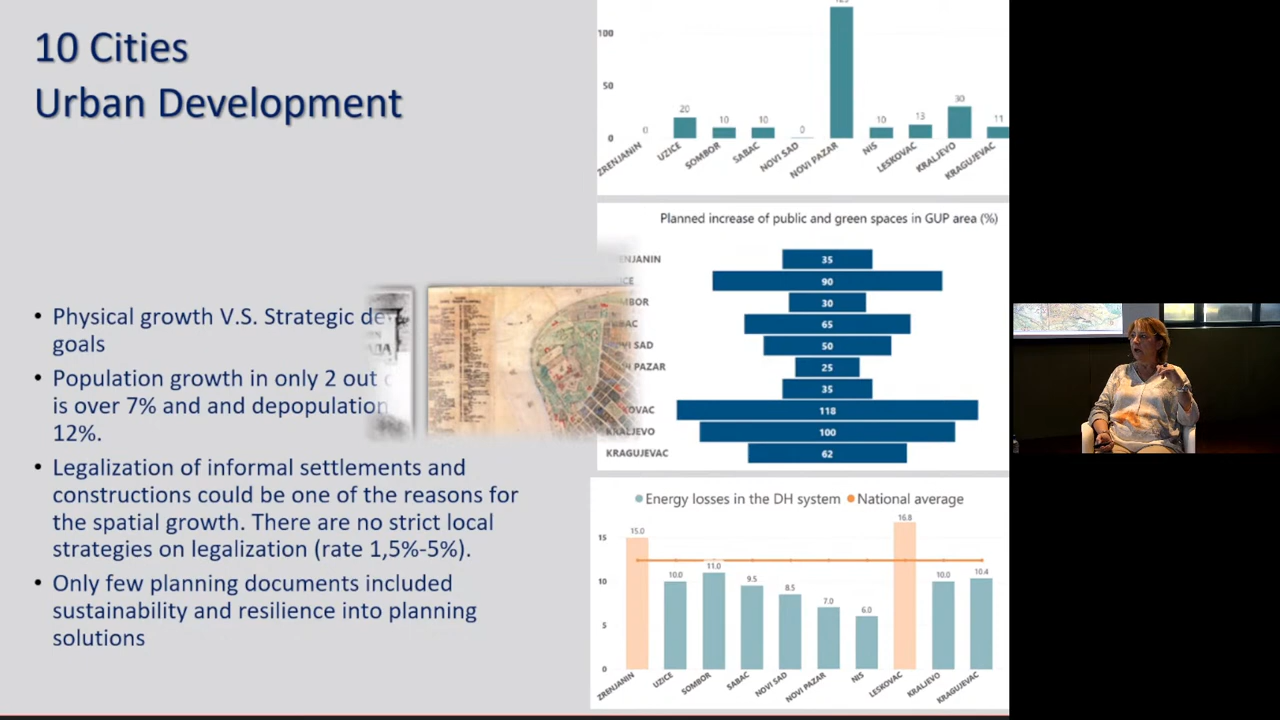 10 Cities
Urban Development
• Physical growth V.S. Strategic
goals
• Population growth in only 2 out
is over 7% and and depopulation
12%.
• Legalization of informal settlements and
constructions could be one of the reasons for
the spatial growth. There are no strict local
strategies on legalization (rate 1,5%-5%).
• Only few planning documents included
sustainability and resilience into planning
solutions
100
50
0
0
20
10
10
0
10
13
30
11
ZRENJANIN
UZICE
SOMBOR
SABAC
NOVI SAD
NOVI PAZAR
NIS
LESKOVAC
KRALJEVO
KRAGUJEVAC
Planned increase of public and green spaces in GUP area (%)
35
90
30
65
50
SAD
25
PAZAR
35
118
KRALJEVO 100
KRAGUJEVAC 62
Energy losses in the DH system
National average
15
10
5
0
15.0
10.0
11.0
9.5
8.5
7.0
6.0
16.8
10.0
10.4
ZRENJANIN
UZICE
SOMBOR
SABAC
NOVI SAD
NOVI PAZAR
NIS
LESKOVAC
KRALJEVO
KRAGUJEVAC